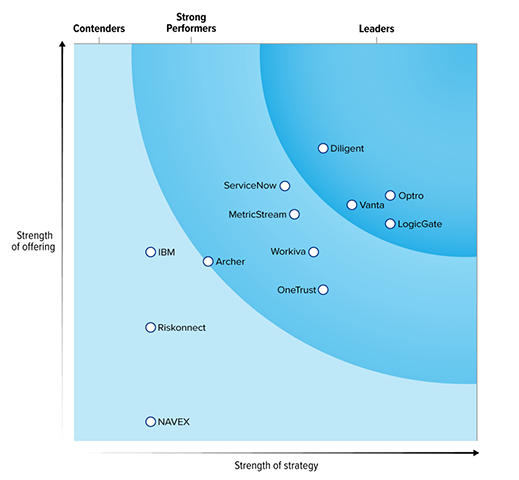 Contenders
Strong
Performers
Leaders
Diligent
ServiceNow
Optro
Vanta
MetricStream
LogicGate
Strength
of offering
IBM
Workiva
Archer
OneTrust
Riskonnect
NAVEX
Strength of strategy